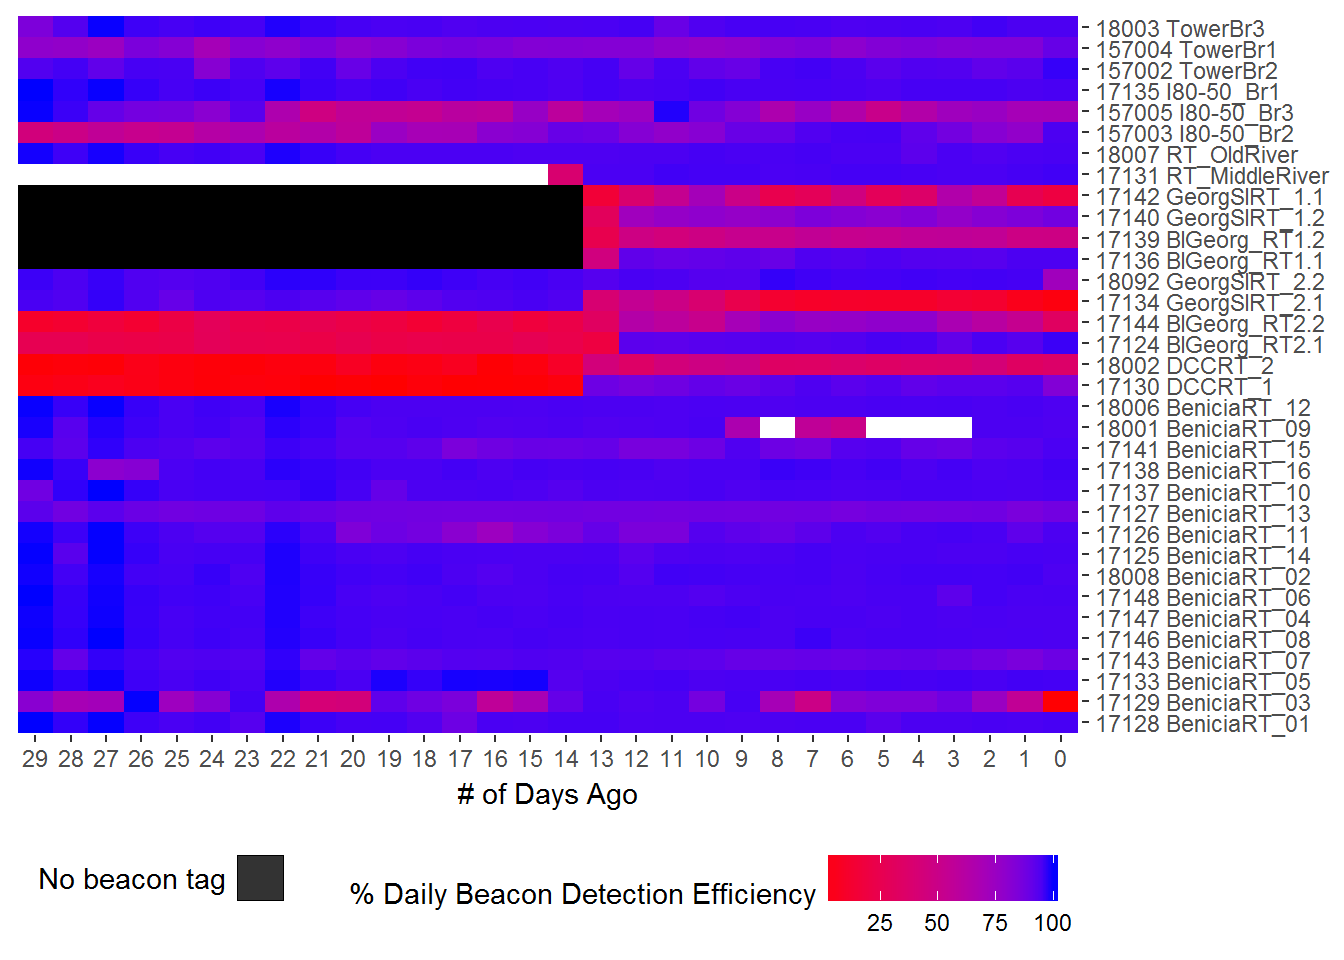 18003 TowerBr3
157004 TowerBr1
157002 TowerBr2
17135 I80-50_Br1
157005 I80-50_Br3
157003 I80-50_Br2
18007 RT_OldRiver
17131 RT_MiddleRiver
17142 GeorgSlRT_1.1
17140 GeorgSlRT_1.2
17139 BlGeorg_RT1.2
17136 BlGeorg_RT1.1
18092 GeorgSlRT_2.2
17134 GeorgSlRT_2.1
17144 BlGeorg_RT2.2
17124 BlGeorg_RT2.1
18002 DCCRT_2
17130 DCCRT_1
18006 BeniciaRT_12
18001 BeniciaRT_09
17141 BeniciaRT_15
17138 BeniciaRT_16
17137 BeniciaRT_10
17127 BeniciaRT_13
17126 BeniciaRT_11
17125 BeniciaRT_14
18008 BeniciaRT_02
17148 BeniciaRT_06
17147 BeniciaRT_04
17146 BeniciaRT_08
17143 BeniciaRT_07
17133 BeniciaRT_05
17129 BeniciaRT_03
17128 BeniciaRT_01
29 28 27 26 25 24 23 22 21 20 19 18 17 16 15 14 13 12 11 10 9 8 7 6 5 4 3 2 1 0
# of Days Ago
No beacon tag
% Daily Beacon Detection Efficiency
25 50 75 100